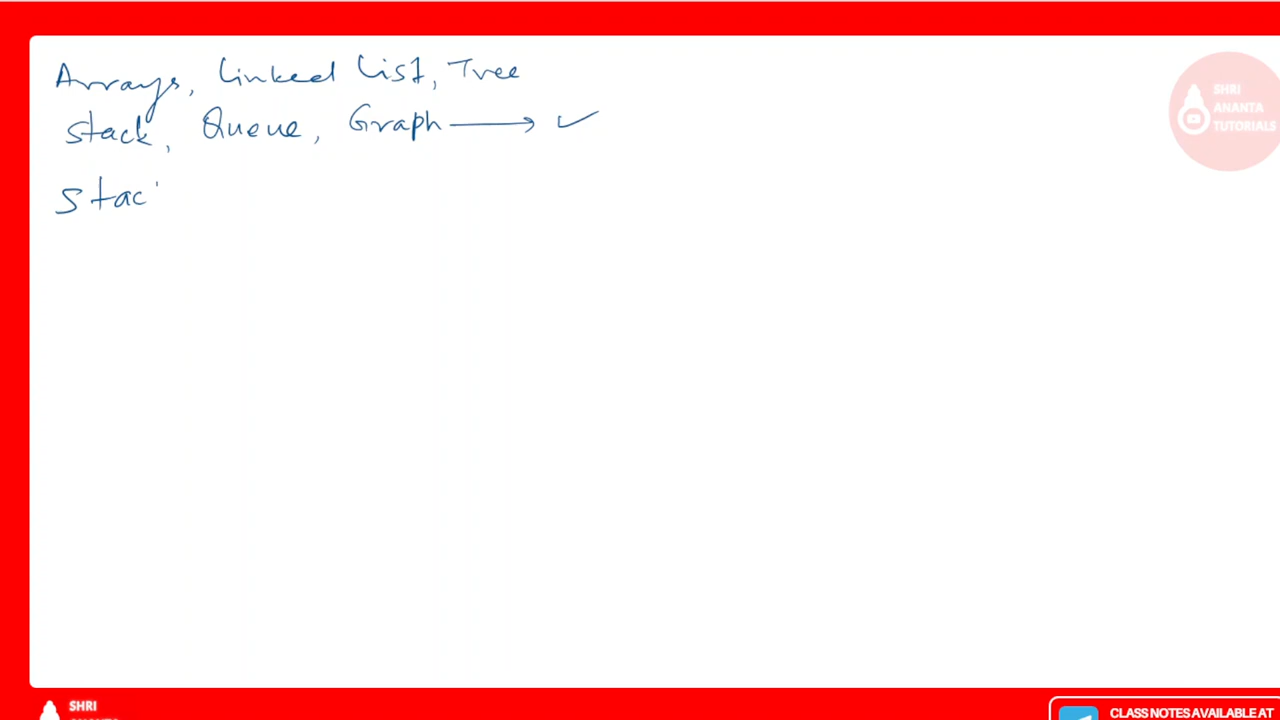 Arrays, Linked List, Tree
Stack, Queue, Graph ⟶ ✓
Stac
SHRI
ANANTA
TUTORIALS
SHRI
CLASS NOTES AVAILABLE AT